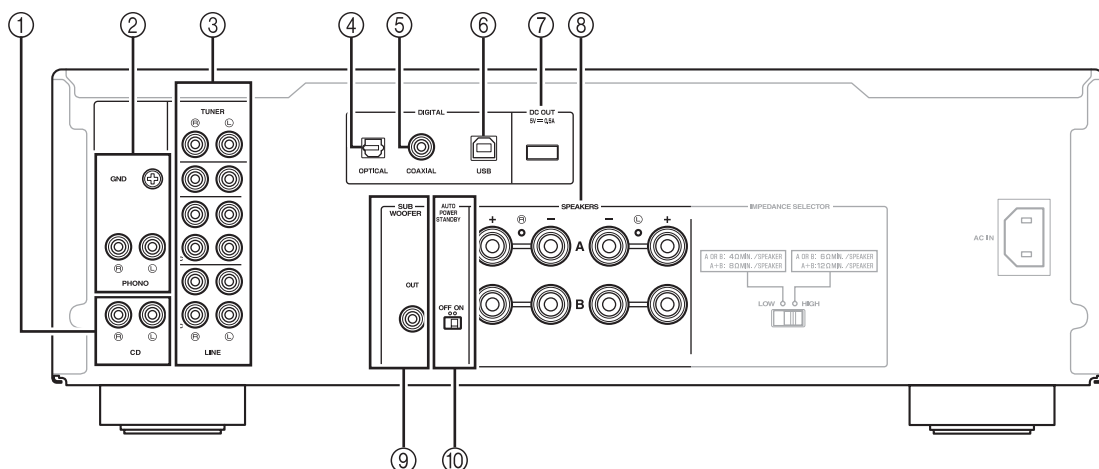 ① ② ③ ④ ⑤ ⑥ ⑦ ⑧
TUNER
Ⓡ Ⓛ
GND
Ⓡ Ⓛ
PHONO
Ⓡ Ⓛ
CD
Ⓡ Ⓛ
LINE
DIGITAL
OPTICAL
COAXIAL
USB
DC OUT
5V⎓0.5A
SUB
WOOFER
OUT
AUTO
POWER
STANDBY
OFF ON
SPEAKERS
+ Ⓡ − − Ⓛ +
A
B
IMPEDANCE SELECTOR
A OR B: 4ΩMIN./SPEAKER
A+B: 8ΩMIN./SPEAKER
A OR B: 6ΩMIN./SPEAKER
A+B:12ΩMIN./SPEAKER
LOW HIGH
AC IN
⑨ ⑩